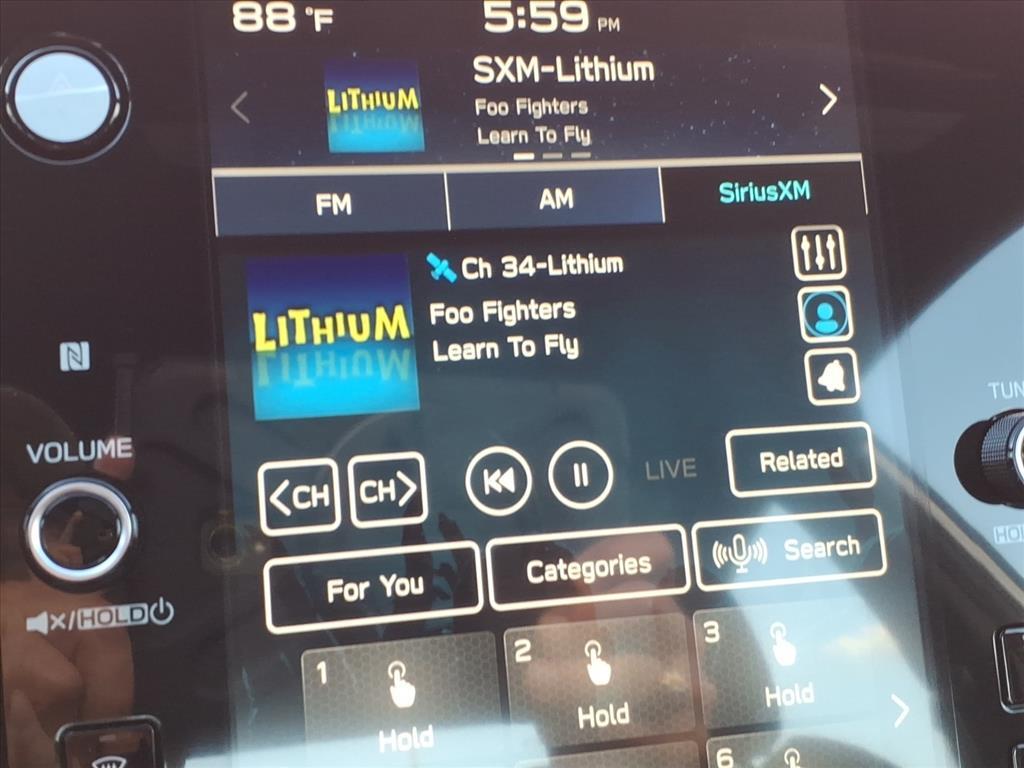 88 °F
5:59 PM
LITHIUM
SXM-Lithium
Foo Fighters
Learn To Fly
FM
AM
SiriusXM
LITHIUM
Ch 34-Lithium
Foo Fighters
Learn To Fly
N
VOLUME
TUN
<CH
CH>
LIVE
Related
For You
Categories
Search
x/HOLD
1
Hold
2
Hold
3
Hold
6